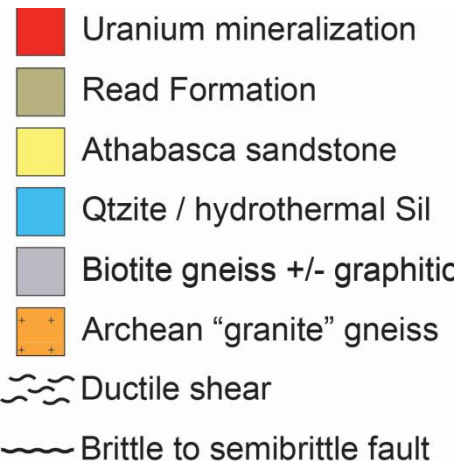 Uranium mineralization
Read Formation
Athabasca sandstone
Qtzite / hydrothermal Sil
Biotite gneiss +/- graphitic
Archean “granite” gneiss
Ductile shear
Brittle to semibrittle fault